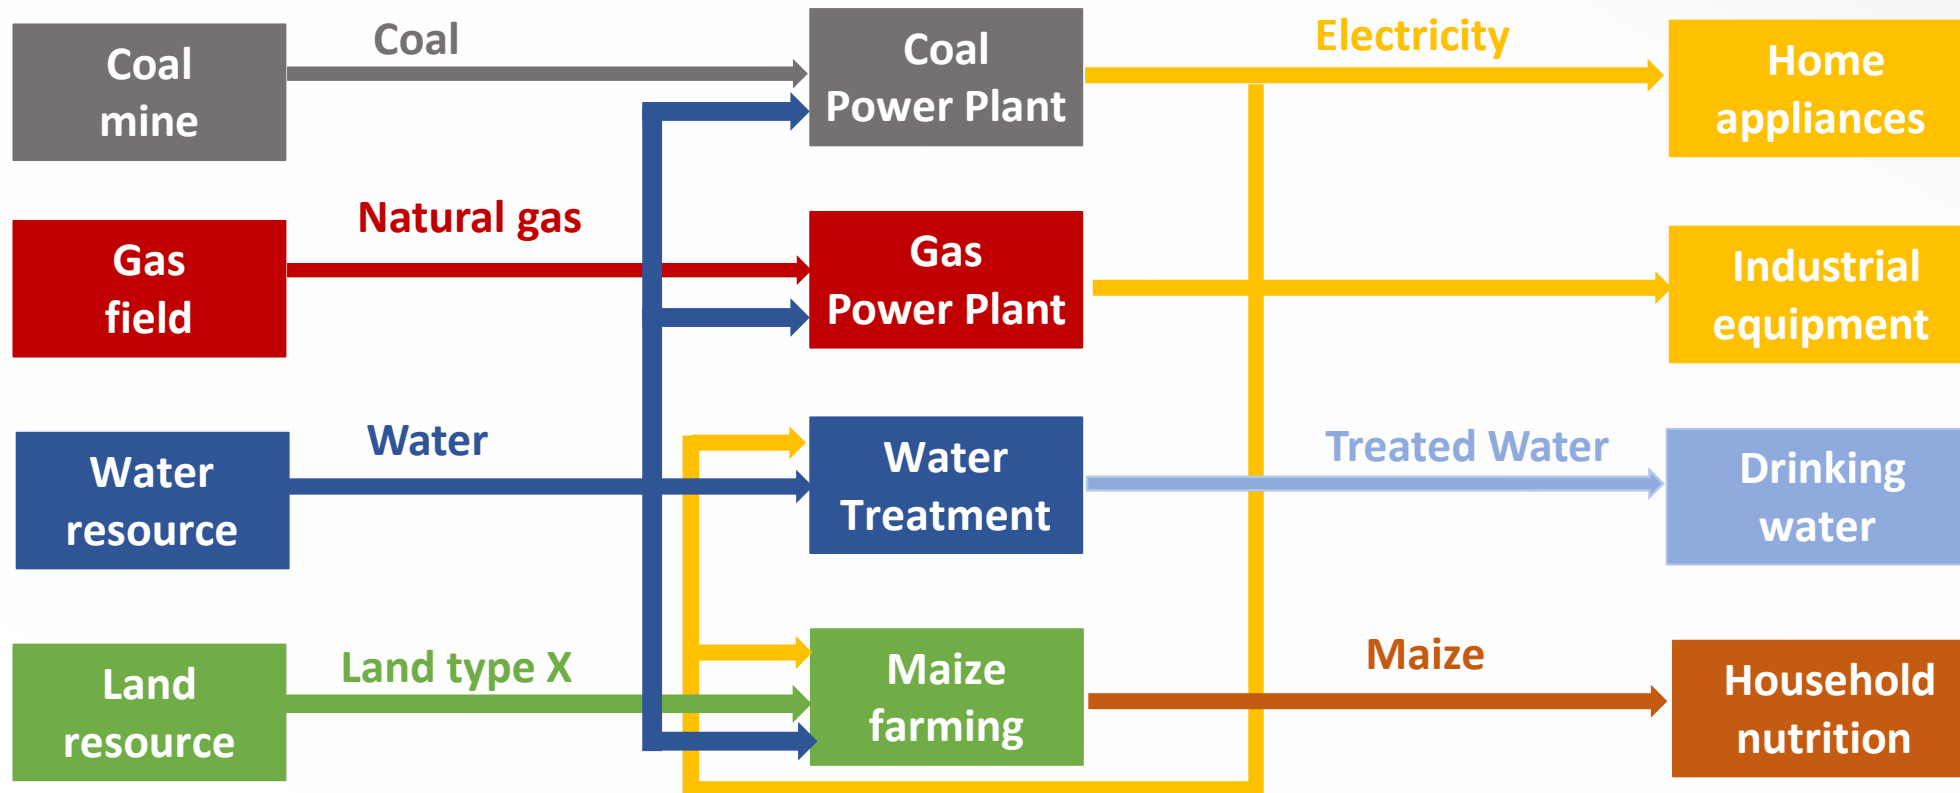 Coal
mine
Coal
Coal
Power Plant
Electricity
Home
appliances
Gas
field
Natural gas
Gas
Power Plant
Industrial
equipment
Water
resource
Water
Water
Treatment
Treated Water
Drinking
water
Land
resource
Land type X
Maize
farming
Maize
Household
nutrition